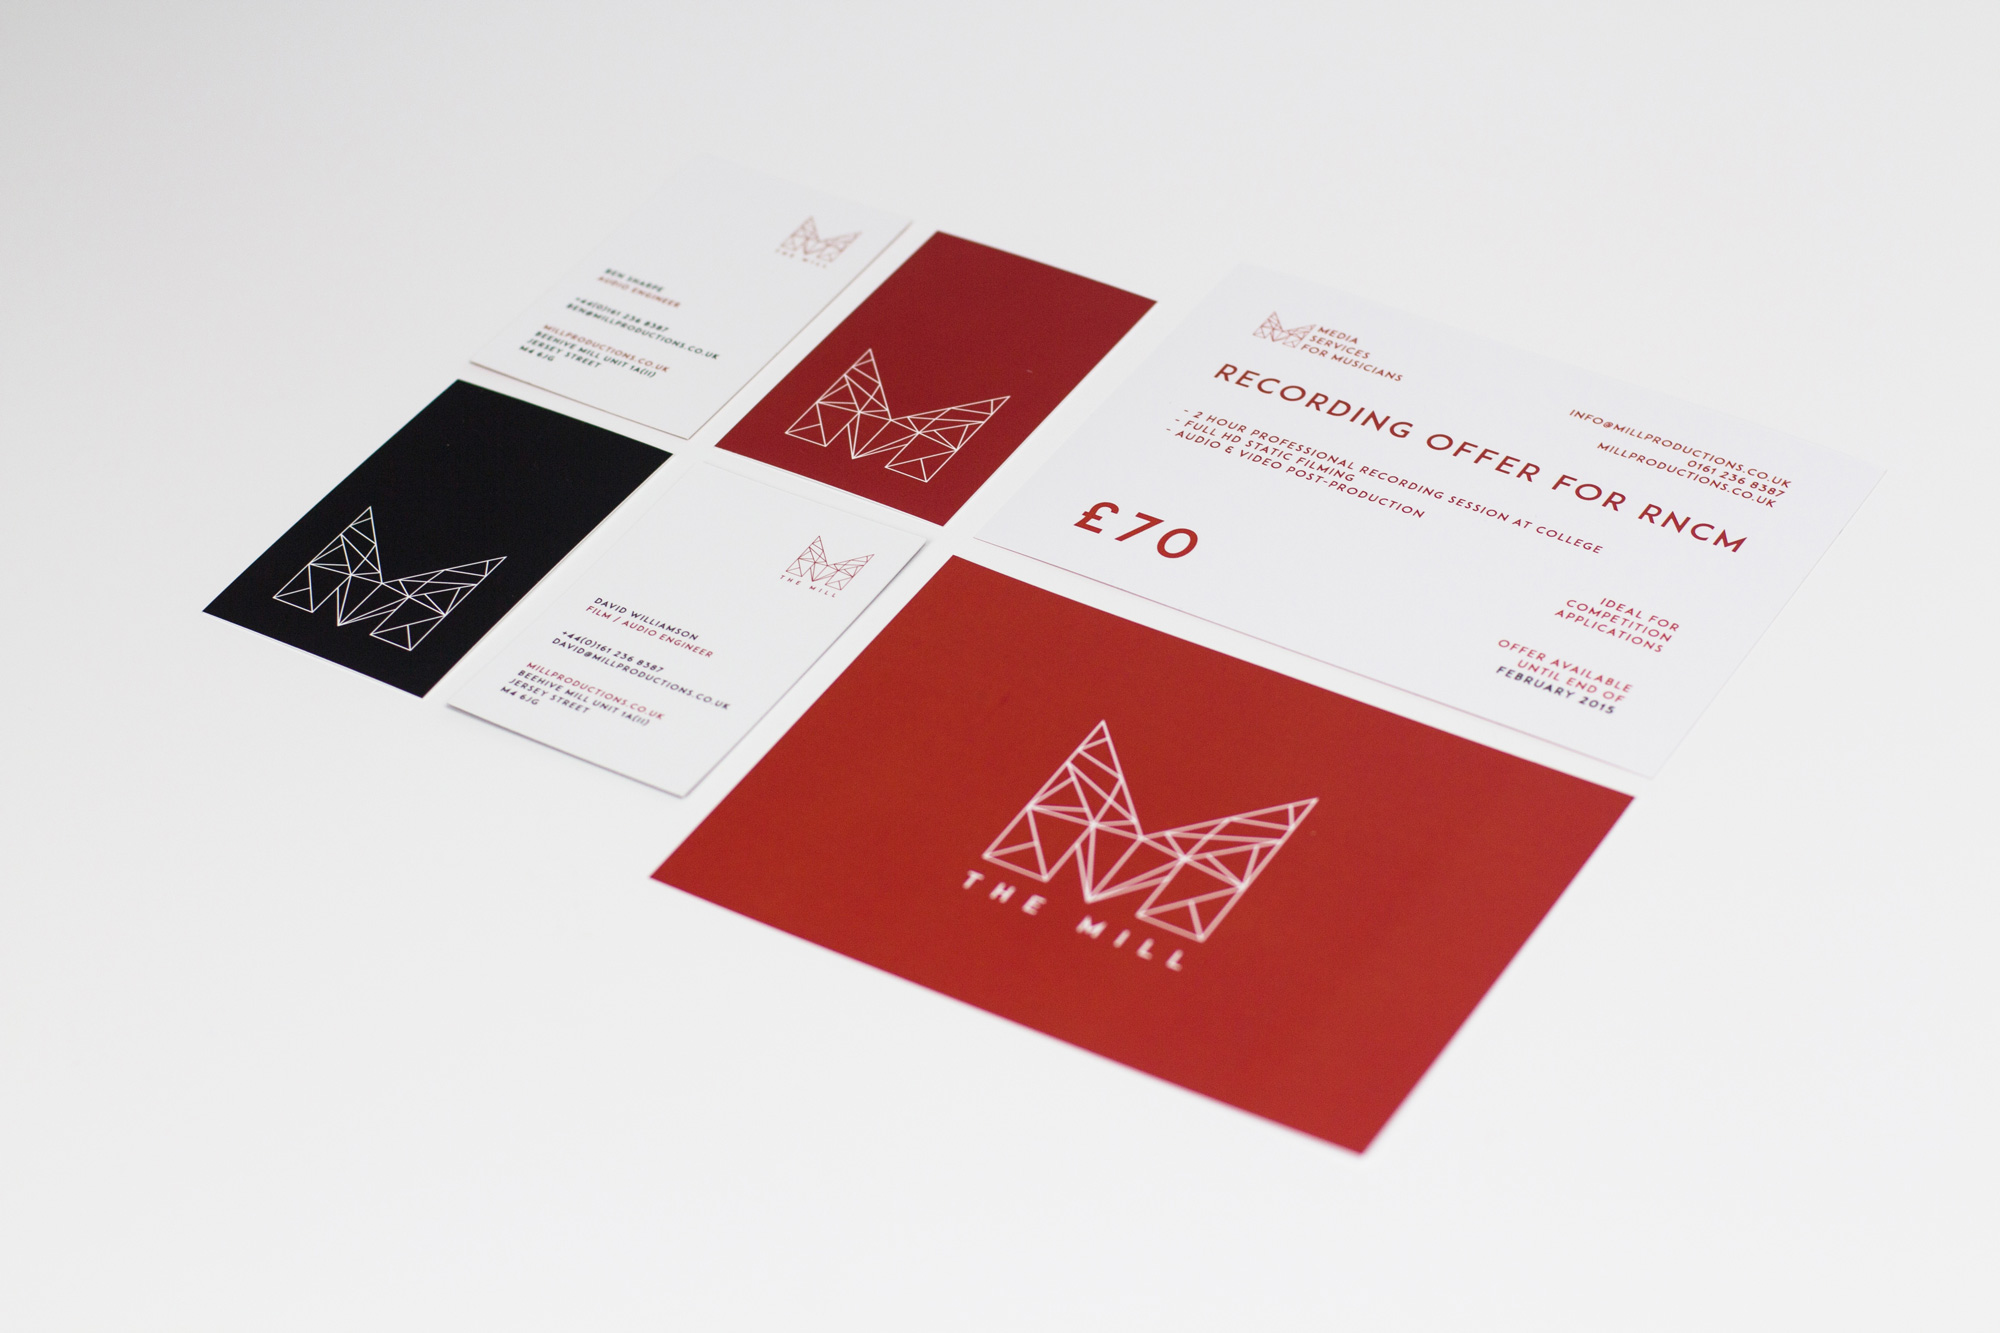 THE MILL
BEN SHARPE
AUDIO ENGINEER
+44(0)161 236 8387
BEN@MILLPRODUCTIONS.CO.UK
MILLPRODUCTIONS.CO.UK
BEEHIVE MILL UNIT 1A(II)
JERSEY STREET
M4 6JG
THE MILL
DAVID WILLIAMSON
FILM / AUDIO ENGINEER
+44(0)161 236 8387
DAVID@MILLPRODUCTIONS.CO.UK
MILLPRODUCTIONS.CO.UK
BEEHIVE MILL UNIT 1A(II)
JERSEY STREET
M4 6JG
MEDIA
SERVICES
FOR MUSICIANS
INFO@MILLPRODUCTIONS.CO.UK
0161 236 8387
MILLPRODUCTIONS.CO.UK
RECORDING OFFER FOR RNCM
- 2 HOUR PROFESSIONAL RECORDING SESSION AT COLLEGE
- FULL HD STATIC FILMING
- AUDIO & VIDEO POST-PRODUCTION
£70
IDEAL FOR
COMPETITION
APPLICATIONS
OFFER AVAILABLE
UNTIL END OF
FEBRUARY 2015
THE MILL